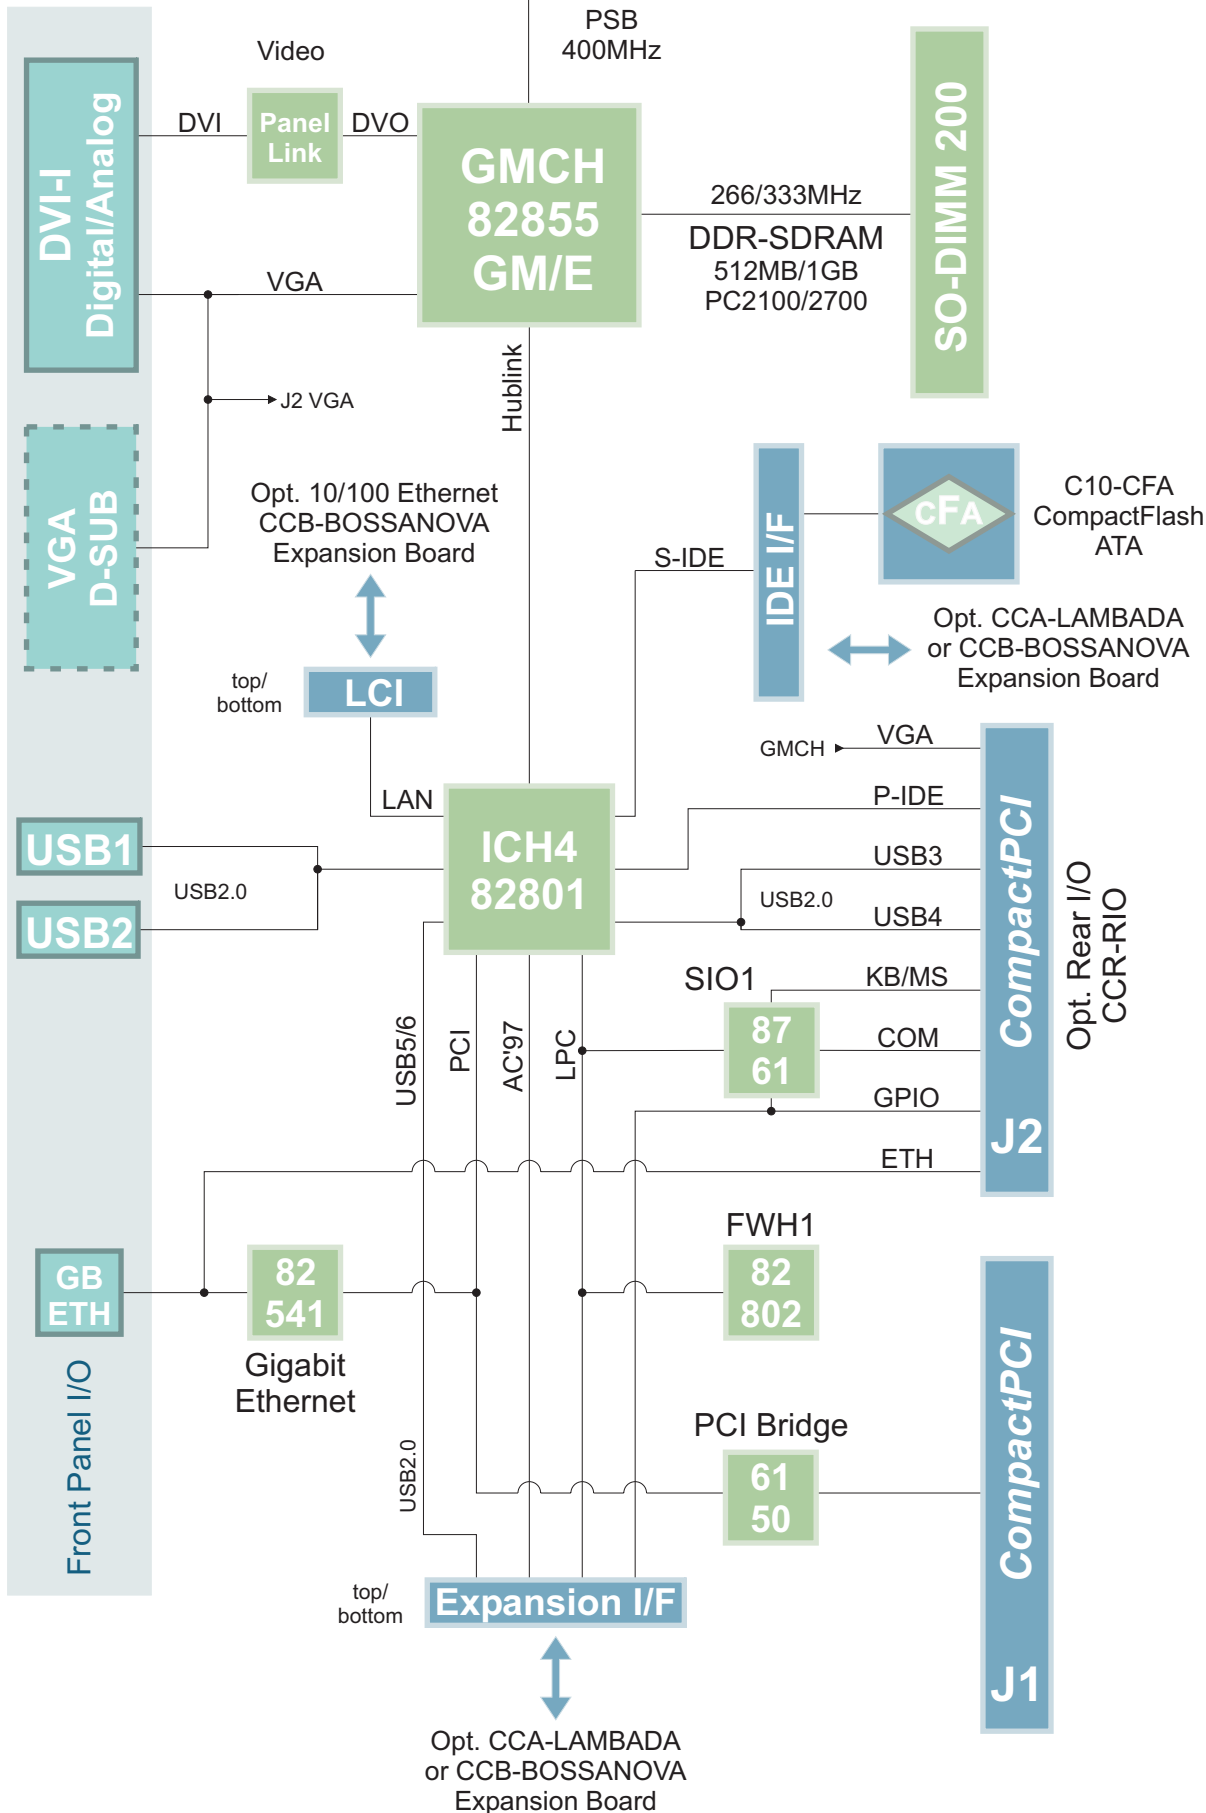 PSB
400MHz
Video
DVI-I
Digital/Analog
DVI
Panel
Link
DVO
GMCH
82855
GM/E
266/333MHz
DDR-SDRAM
512MB/1GB
PC2100/2700
SO-DIMM 200
VGA
J2 VGA
Hublink
VGA
D-SUB
Opt. 10/100 Ethernet
CCB-BOSSANOVA
Expansion Board
S-IDE
IDE I/F
CFA
C10-CFA
CompactFlash
ATA
Opt. CCA-LAMBADA
or CCB-BOSSANOVA
Expansion Board
top/
bottom
LCI
LAN
GMCH
VGA
P-IDE
USB3
USB2.0
USB4
KB/MS
COM
GPIO
ETH
CompactPCI
J2
Opt. Rear I/O
CCR-RIO
USB1
USB2.0
USB2
ICH4
82801
SIO1
87
61
USB5/6
PCI
AC'97
LPC
GB
ETH
82
541
Gigabit
Ethernet
FWH1
82
802
PCI Bridge
61
50
CompactPCI
J1
Front Panel I/O
USB2.0
top/
bottom
Expansion I/F
Opt. CCA-LAMBADA
or CCB-BOSSANOVA
Expansion Board